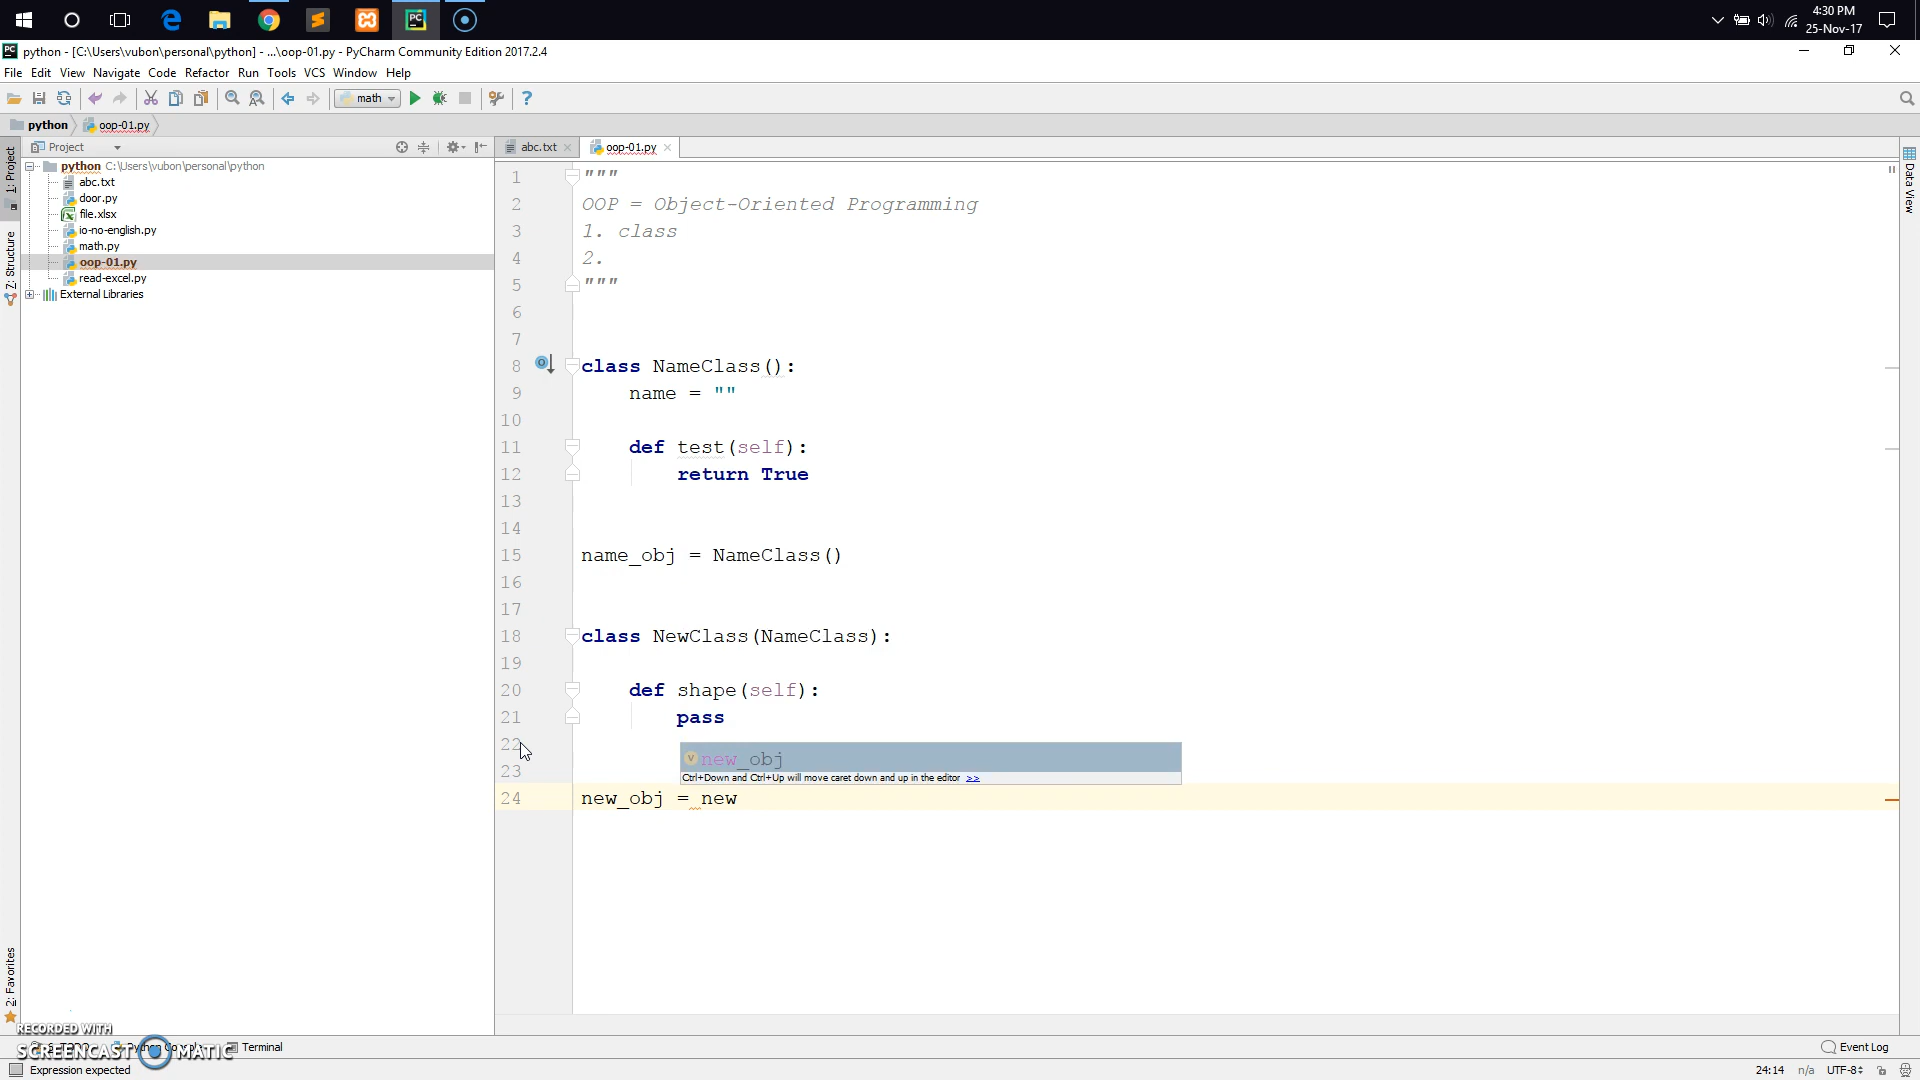 4:30 PM
25-Nov-17
python - [C:\Users\vubon\personal\python] - ...\oop-01.py - PyCharm Community Edition 2017.2.4
File Edit View Navigate Code Refactor Run Tools VCS Window Help
math
python oop-01.py
Project
abc.txt oop-01.py
1: Project
Z: Structure
2: Favorites
python C:\Users\vubon\personal\python
abc.txt
door.py
file.xlsx
io-no-english.py
math.py
oop-01.py
read-excel.py
External Libraries
1 """
2 OOP = Object-Oriented Programming
3 1. class
4 2.
5 """
6
7
8 class NameClass():
9 name = ""
10
11 def test(self):
12 return True
13
14
15 name_obj = NameClass()
16
17
18 class NewClass(NameClass):
19
20 def shape(self):
21 pass
22
new_obj
23
Ctrl+Down and Ctrl+Up will move caret down and up in the editor >>
24 new_obj = new
Data View
RECORDED WITH
SCREENCAST MATIC
Terminal
Event Log
Expression expected
24:14 n/a UTF-8